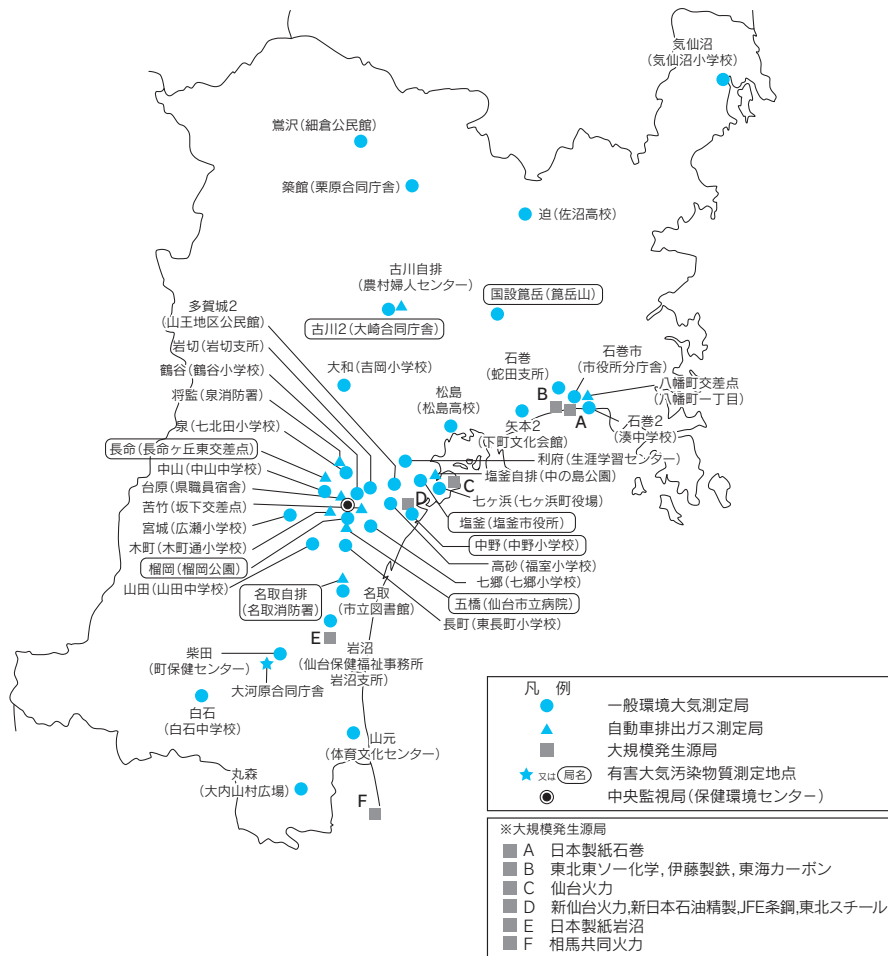 気仙沼
(気仙沼小学校)
鶯沢(細倉公民館)
築館(栗原合同庁舎)
迫(佐沼高校)
古川自排
(農村婦人センター)
国設箟岳(箟岳山)
古川2(大崎合同庁舎)
多賀城2
(山王地区公民館)
岩切(岩切支所)
鶴谷(鶴谷小学校)
将監(泉消防署)
泉(七北田小学校)
長命(長命ヶ丘東交差点)
中山(中山中学校)
台原(県職員宿舎)
苦竹(坂下交差点)
宮城(広瀬小学校)
木町(木町通小学校)
榴岡(榴岡公園)
山田(山田中学校)
大和(吉岡小学校)
松島
(松島高校)
石巻
(蛇田支所)
石巻市
(市役所分庁舎)
八幡町交差点
(八幡町一丁目)
B
A
石巻2
(湊中学校)
矢本2
(下町文化会館)
利府(生涯学習センター)
塩釜自排(中の島公園)
C
七ヶ浜(七ヶ浜町役場)
D
塩釜(塩釜市役所)
中野(中野小学校)
高砂(福室小学校)
七郷(七郷小学校)
五橋(仙台市立病院)
長町(東長町小学校)
名取自排
(名取消防署)
名取
(市立図書館)
E
岩沼
(仙台保健福祉事務所
岩沼支所)
柴田
(町保健センター)
大河原合同庁舎
白石
(白石中学校)
山元
(体育文化センター)
丸森
(大内山村広場)
F
凡 例
一般環境大気測定局
自動車排出ガス測定局
大規模発生源局
又は 局名 有害大気汚染物質測定地点
中央監視局(保健環境センター)
※大規模発生源局
A 日本製紙石巻
B 東北東ソー化学, 伊藤製鉄, 東海カーボン
C 仙台火力
D 新仙台火力,新日本石油精製,JFE条鋼,東北スチール
E 日本製紙岩沼
F 相馬共同火力